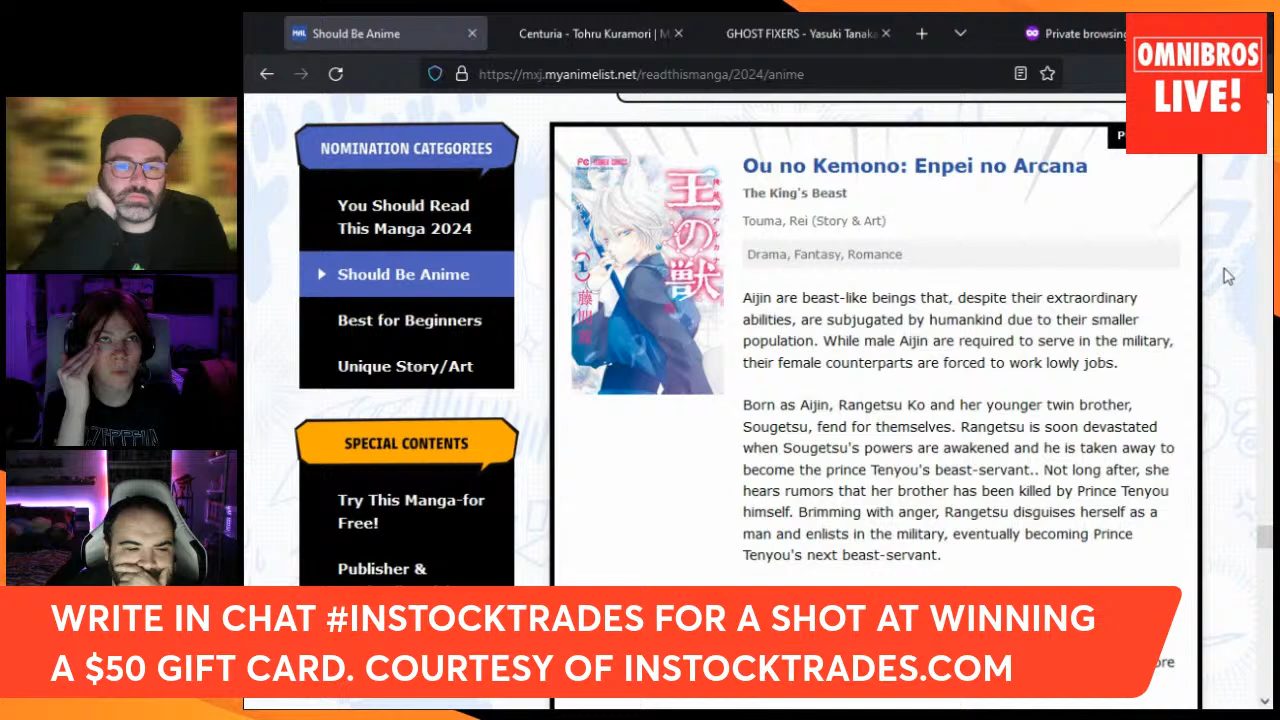 Should Be Anime
Centuria - Tohru Kuramori | M
GHOST FIXERS - Yasuki Tanaka
Private browsing
https://mxj.myanimelist.net/readthismanga/2024/anime
OMNIBROS
LIVE!
NOMINATION CATEGORIES
You Should Read
This Manga 2024
Should Be Anime
Best for Beginners
Unique Story/Art
SPECIAL CONTENTS
Try This Manga-for
Free!
Publisher &
王の獣
1
藤間麗
Ou no Kemono: Enpei no Arcana
The King's Beast
Touma, Rei (Story & Art)
Drama, Fantasy, Romance
Aijin are beast-like beings that, despite their extraordinary
abilities, are subjugated by humankind due to their smaller
population. While male Aijin are required to serve in the military,
their female counterparts are forced to work lowly jobs.
Born as Aijin, Rangetsu Ko and her younger twin brother,
Sougetsu, fend for themselves. Rangetsu is soon devastated
when Sougetsu's powers are awakened and he is taken away to
become the prince Tenyou's beast-servant.. Not long after, she
hears rumors that her brother has been killed by Prince Tenyou
himself. Brimming with anger, Rangetsu disguises herself as a
man and enlists in the military, eventually becoming Prince
Tenyou's next beast-servant.
WRITE IN CHAT #INSTOCKTRADES FOR A SHOT AT WINNING
A $50 GIFT CARD. COURTESY OF INSTOCKTRADES.COM